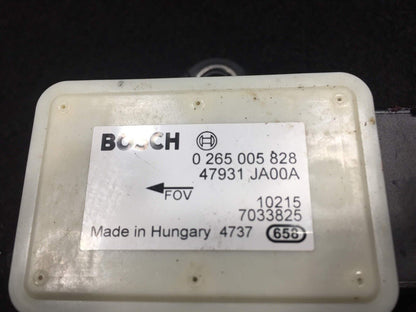 BOSCH
0 265 005 828
47931 JA00A
FOV
10215
7033825
Made in Hungary 4737 658